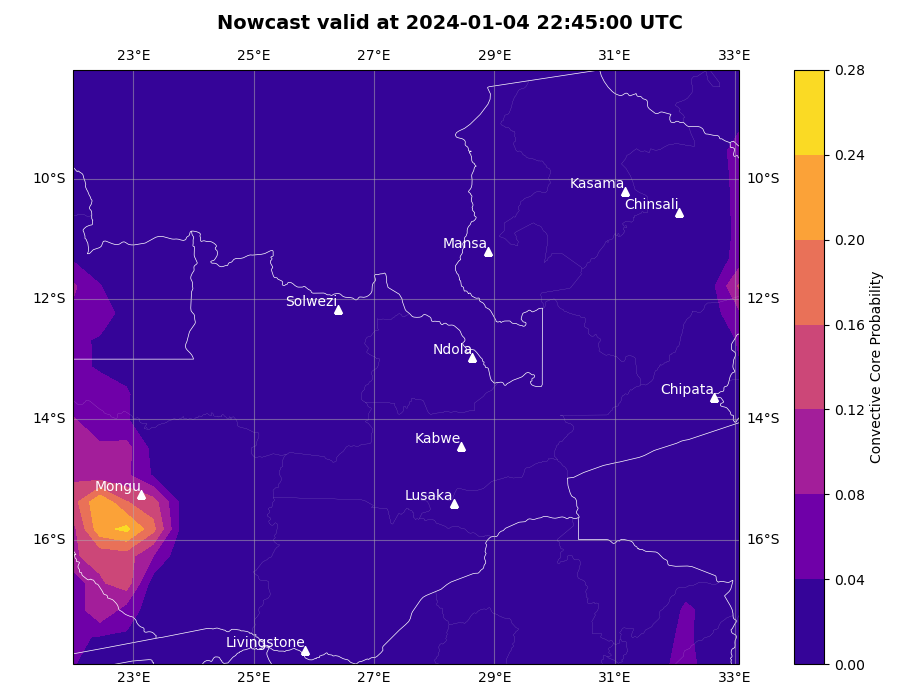 Nowcast valid at 2024-01-04 22:45:00 UTC
23°E 25°E 27°E 29°E 31°E 33°E
0.28
0.24
10°S Kasama 10°S
Chinsali
0.20
Mansa
12°S Solwezi 12°S
0.16
Ndola
Chipata
0.12
14°S 14°S
Kabwe
Mongu
0.08
Lusaka
16°S 16°S
0.04
Livingstone
0.00
23°E 25°E 27°E 29°E 31°E 33°E
Convective Core Probability